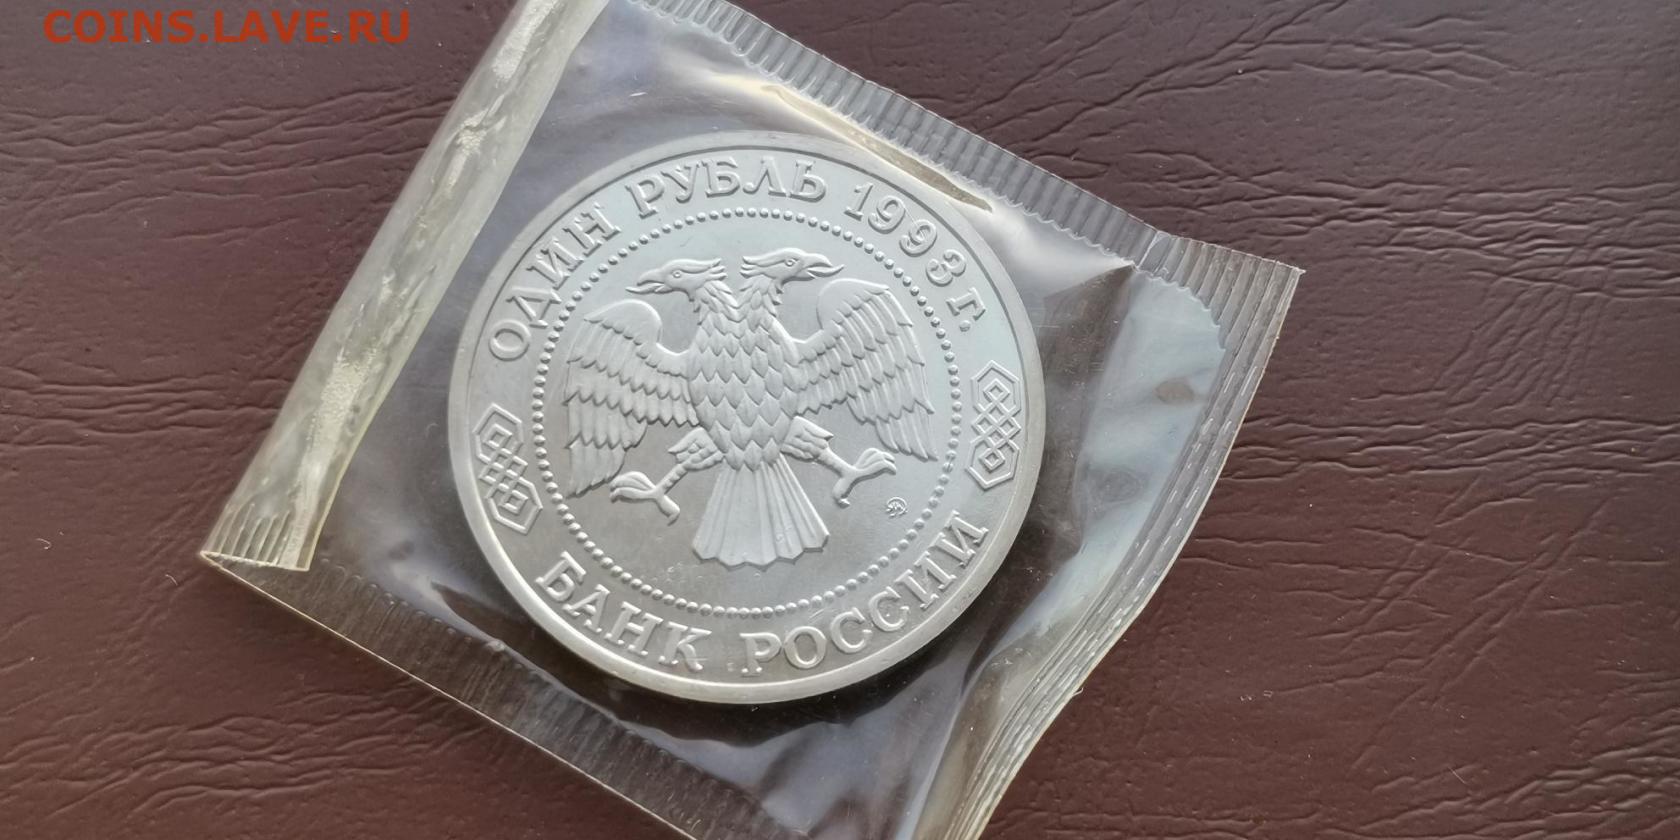 COINS.LAVE.RU
ОДИН РУБЛЬ 1993 г.
БАНК РОССИИ